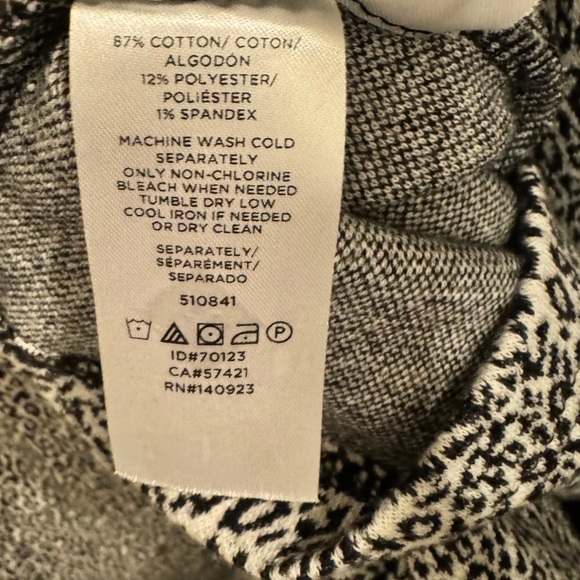 87% COTTON/ COTON/
ALGODÓN
12% POLYESTER/
POLIÉSTER
1% SPANDEX
MACHINE WASH COLD
SEPARATELY
ONLY NON-CHLORINE
BLEACH WHEN NEEDED
TUMBLE DRY LOW
COOL IRON IF NEEDED
OR DRY CLEAN
SEPARATELY/
SÉPARÉMENT/
SEPARADO
510841
P
ID#70123
CA#57421
RN#140923